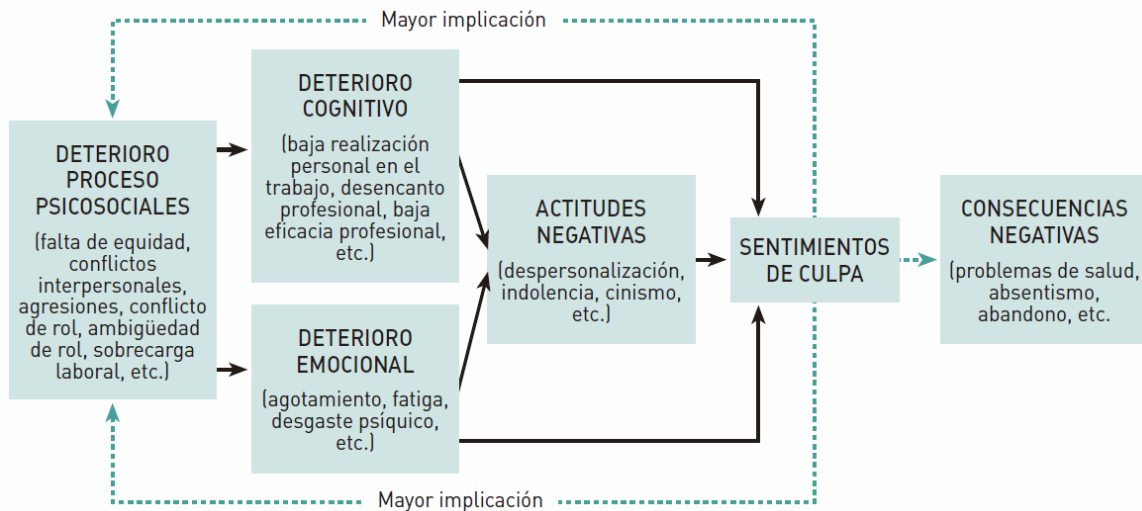 Mayor implicación
DETERIORO
PROCESO
PSICOSOCIALES
(falta de equidad,
conflictos
interpersonales,
agresiones, conflicto
de rol, ambigüedad
de rol, sobrecarga
laboral, etc.)
DETERIORO
COGNITIVO
(baja realización
personal en el
trabajo, desencanto
profesional, baja
eficacia profesional,
etc.)
DETERIORO
EMOCIONAL
(agotamiento, fatiga,
desgaste psíquico,
etc.)
ACTITUDES
NEGATIVAS
(despersonalización,
indolencia, cinismo,
etc.)
SENTIMIENTOS
DE CULPA
CONSECUENCIAS
NEGATIVAS
(problemas de salud,
absentismo,
abandono, etc.
Mayor implicación